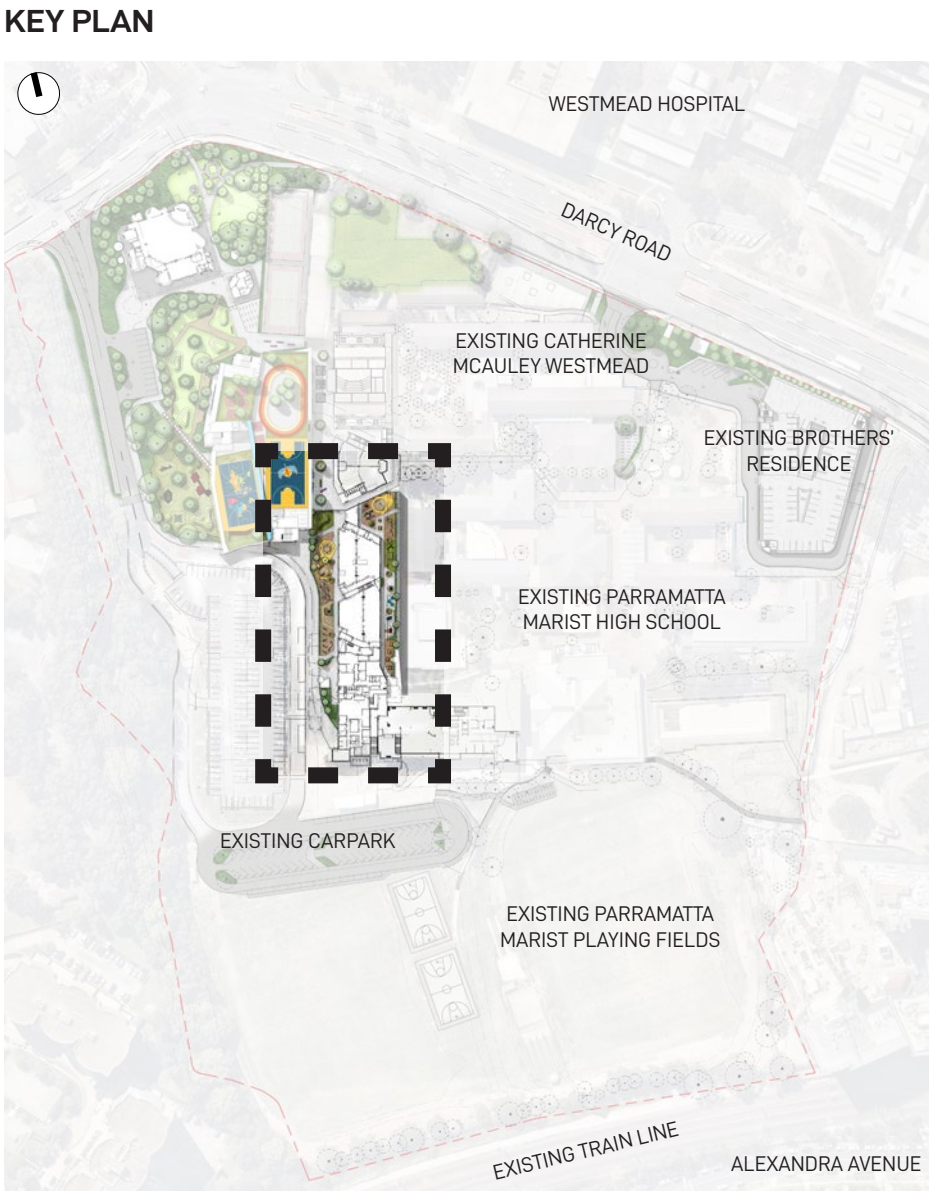 KEY PLAN
WESTMEAD HOSPITAL
DARCY ROAD
EXISTING CATHERINE
MCAULEY WESTMEAD
EXISTING BROTHERS'
RESIDENCE
EXISTING PARRAMATTA
MARIST HIGH SCHOOL
EXISTING CARPARK
EXISTING PARRAMATTA
MARIST PLAYING FIELDS
EXISTING TRAIN LINE
ALEXANDRA AVENUE